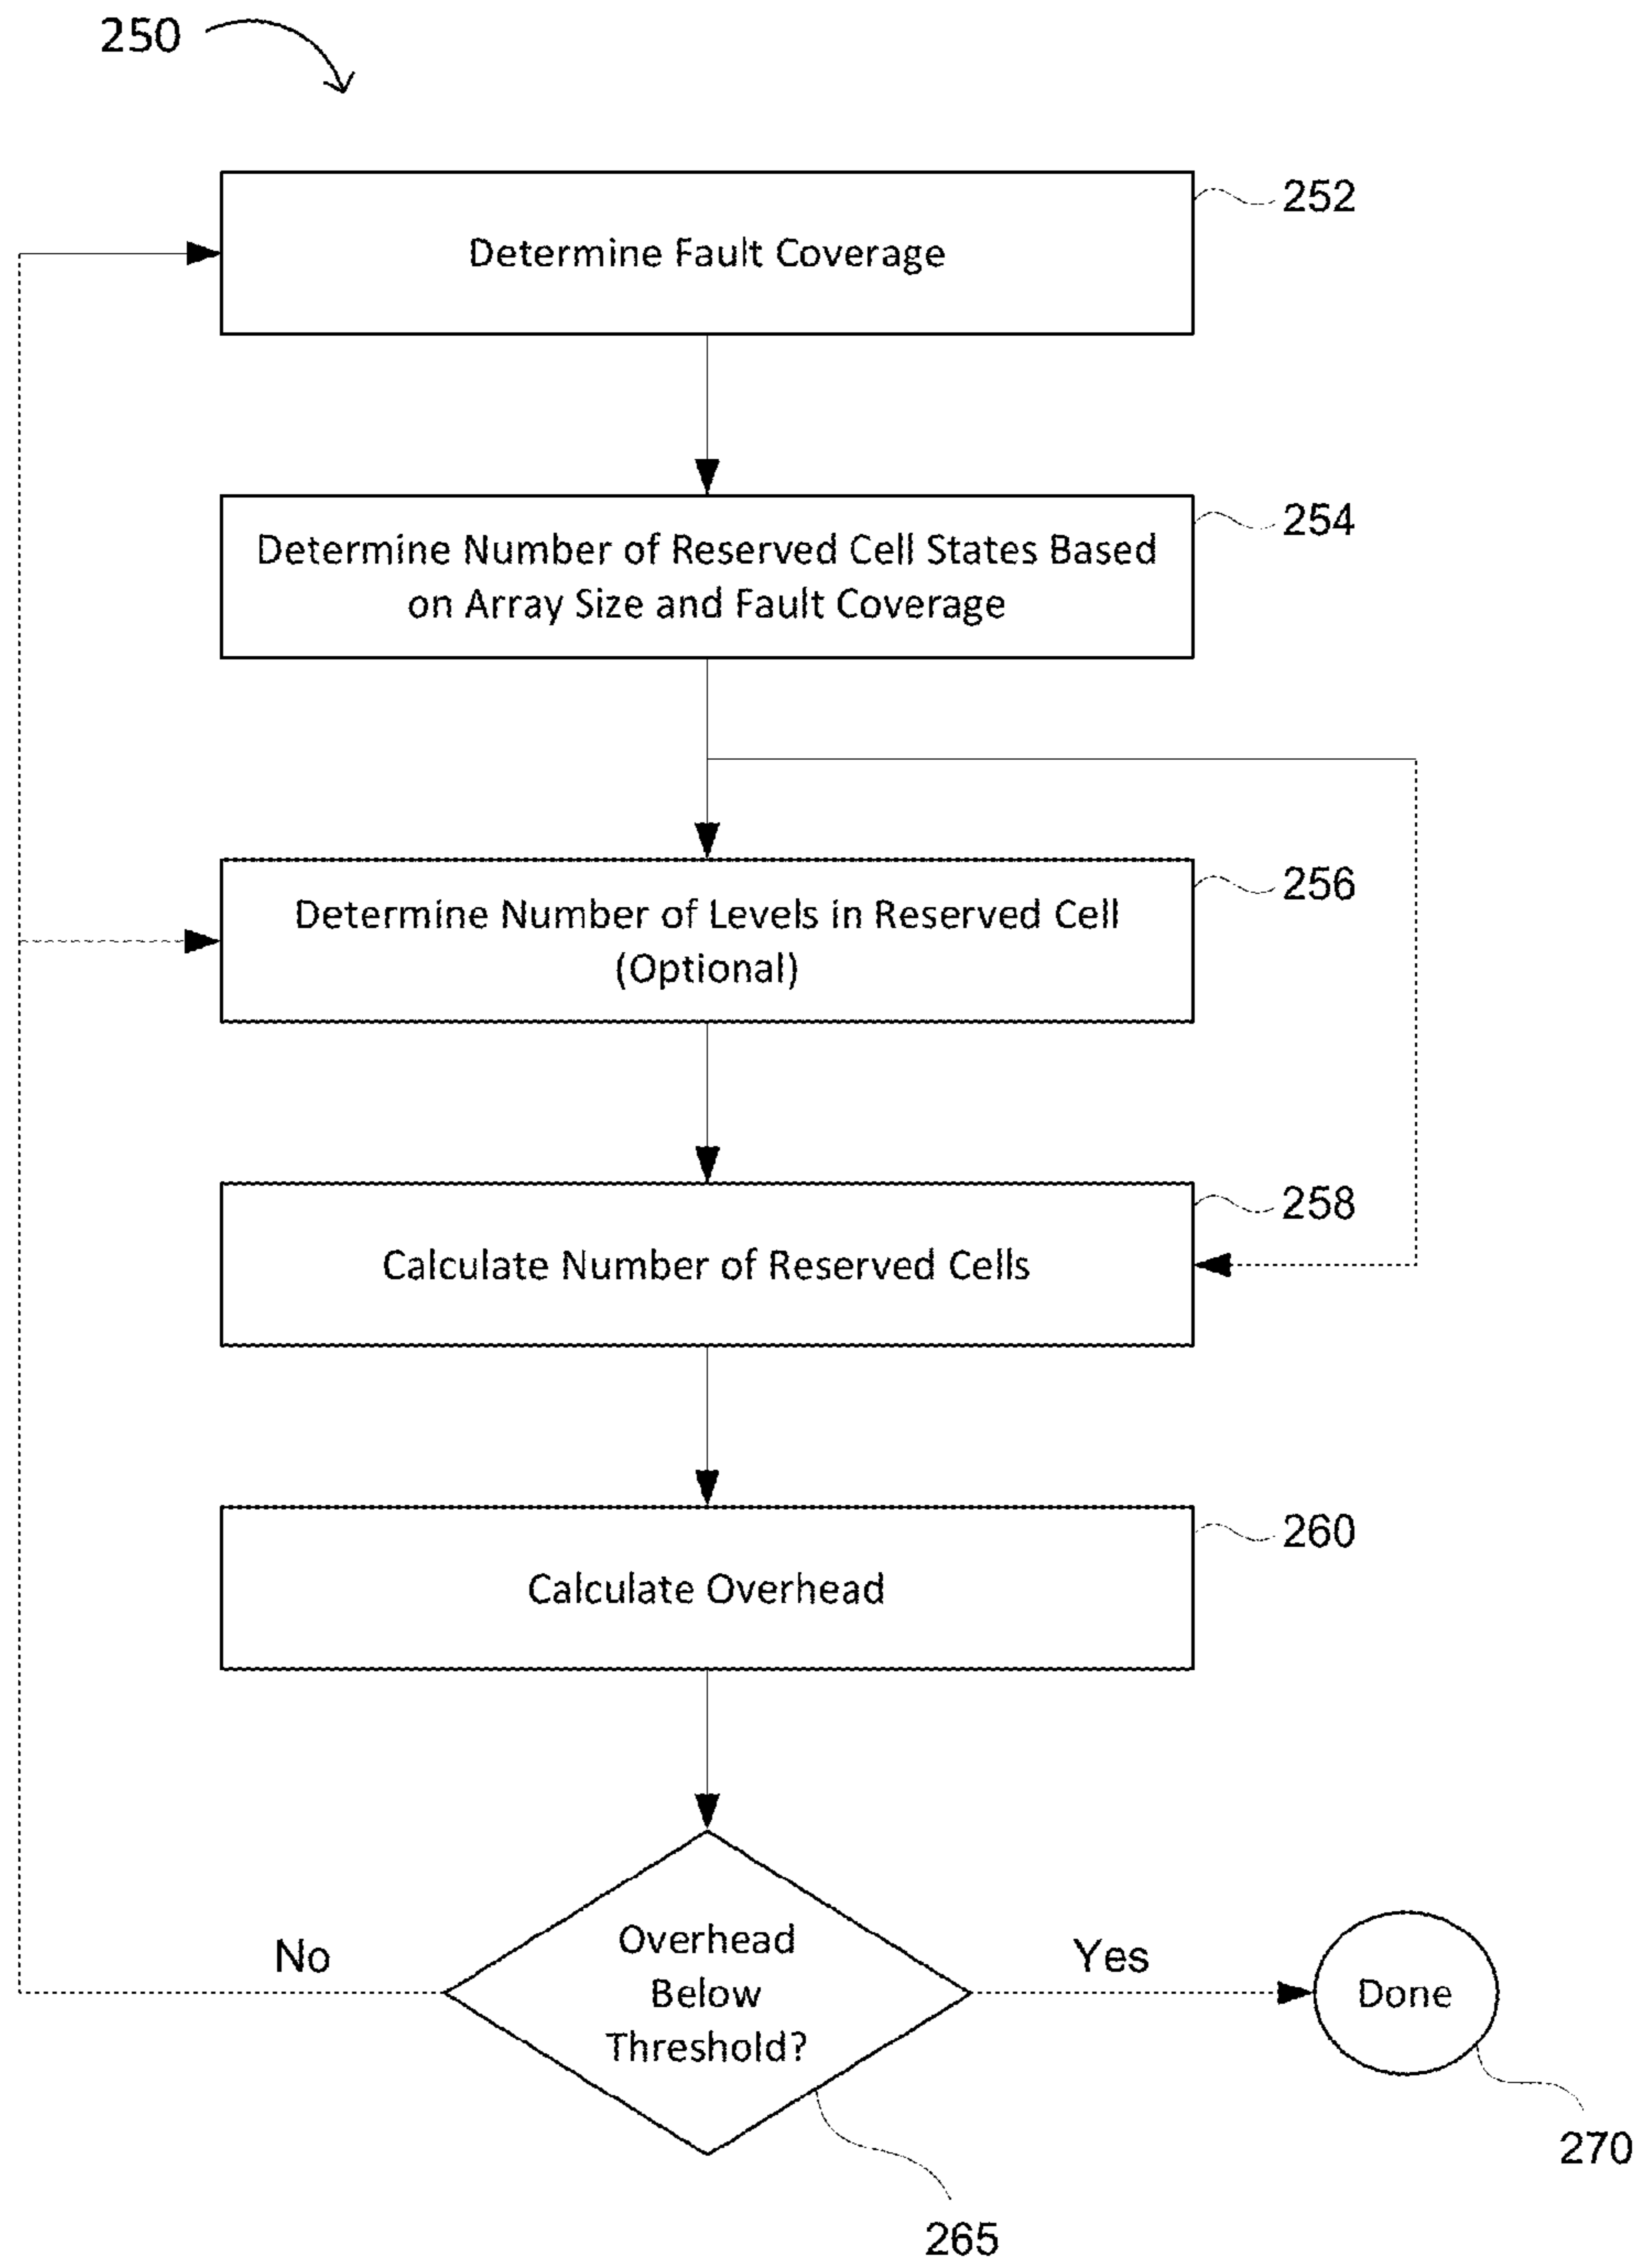 250
252
Determine Fault Coverage
254
Determine Number of Reserved Cell States Based
on Array Size and Fault Coverage
256
Determine Number of Levels in Reserved Cell
(Optional)
258
Calculate Number of Reserved Cells
260
Calculate Overhead
No
Overhead
Below
Threshold?
Yes
Done
270
265